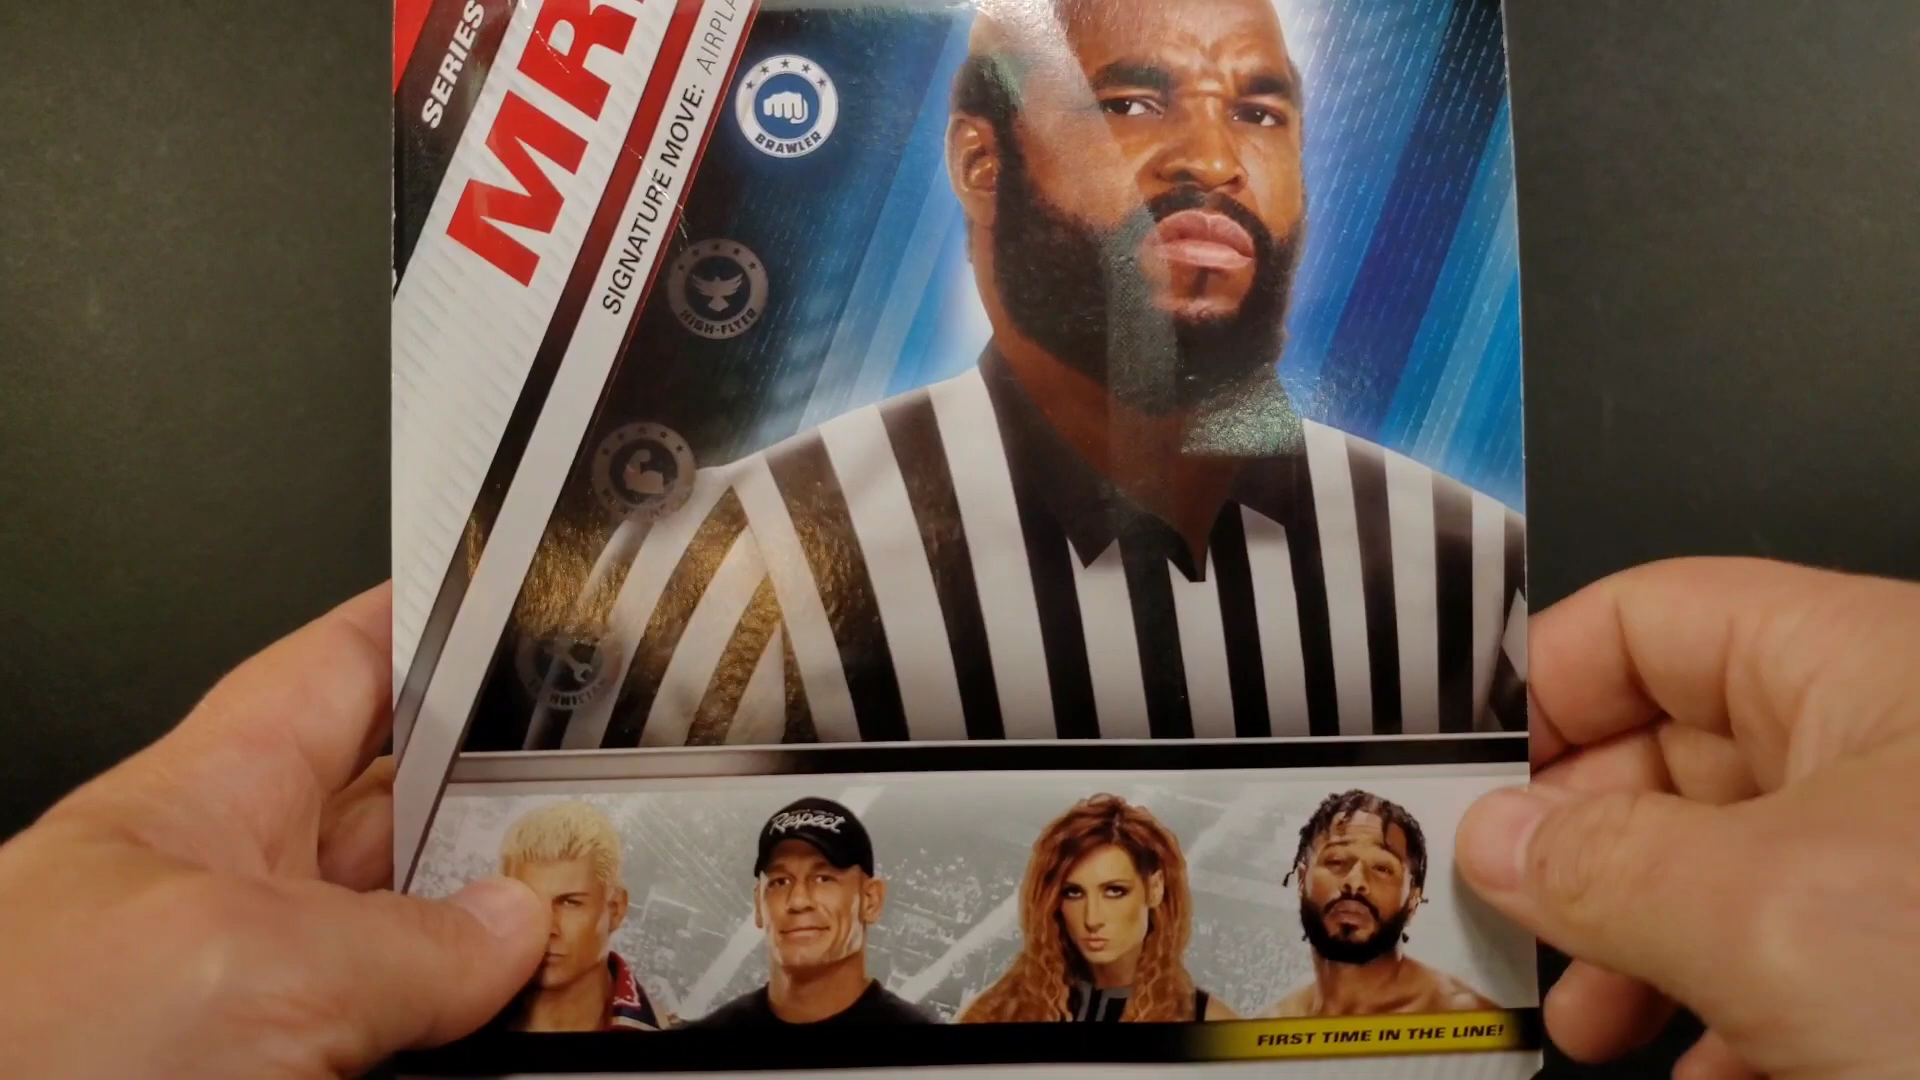 SERIES
MR.
SIGNATURE MOVE: AIRPLA
BRAWLER
HIGH-FLYER
Respect
FIRST TIME IN THE LINE!